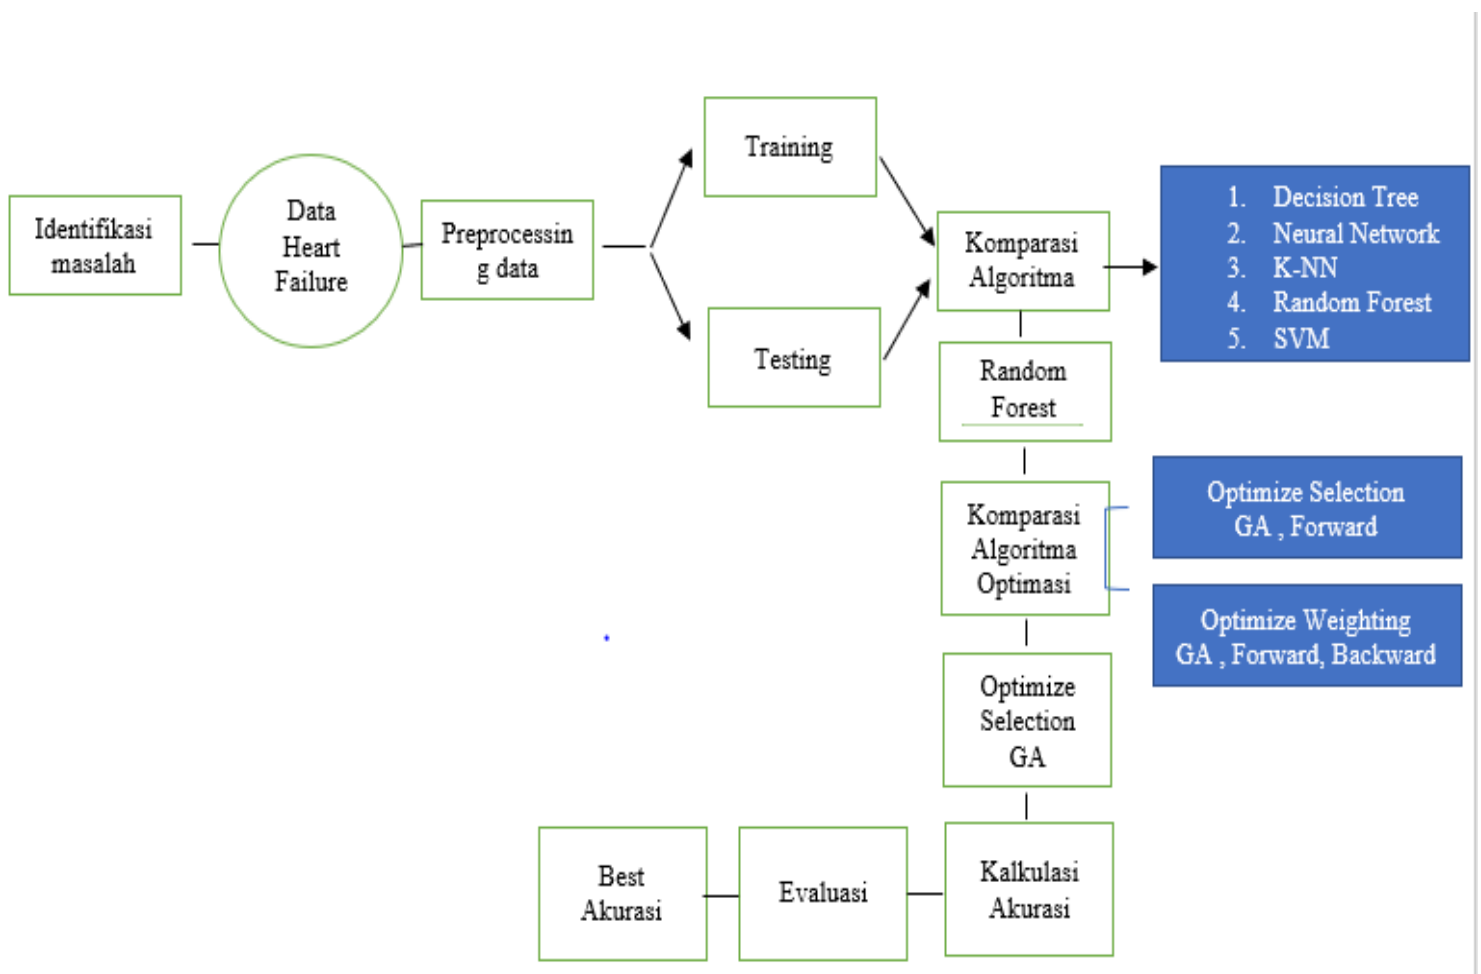 Identifikasi
masalah
Data
Heart
Failure
Preprocessin
g data
Training
Testing
Komparasi
Algoritma
1. Decision Tree
2. Neural Network
3. K-NN
4. Random Forest
5. SVM
Random
Forest
Komparasi
Algoritma
Optimasi
Optimize Selection
GA , Forward
Optimize Weighting
GA , Forward, Backward
Optimize
Selection
GA
Kalkulasi
Akurasi
Evaluasi
Best
Akurasi